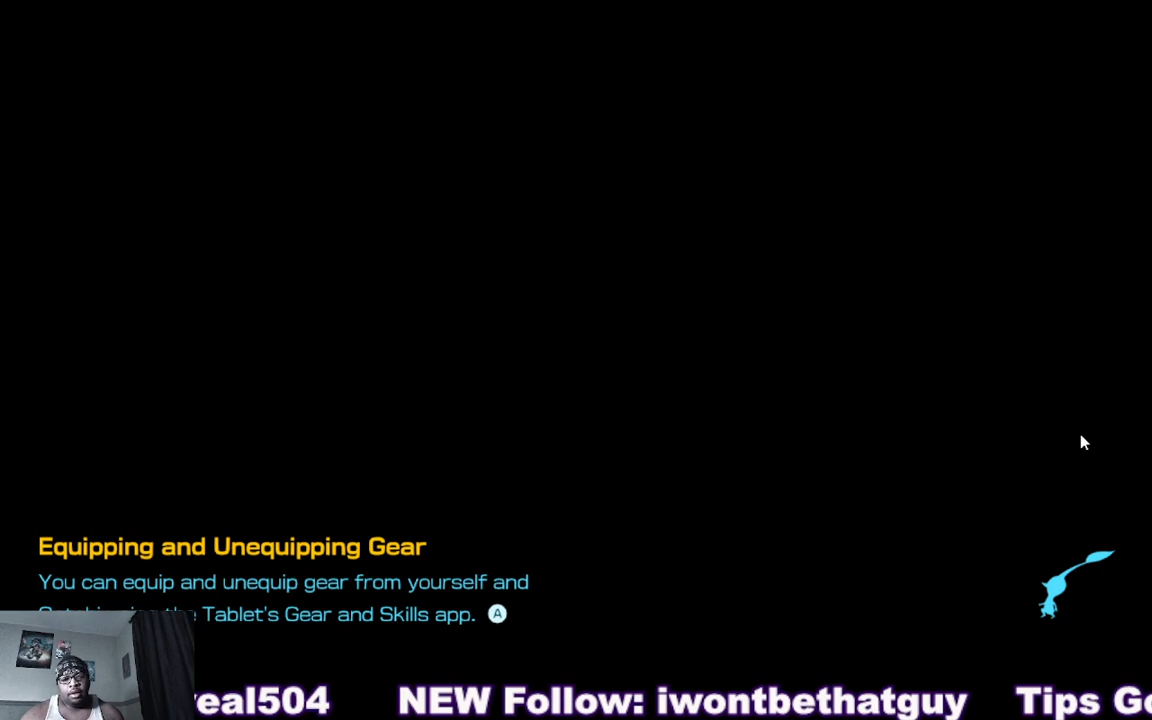 Equipping and Unequipping Gear
You can equip and unequip gear from yourself and
Tablet's Gear and Skills app. A
real504 NEW Follow: iwontbethatguy Tips Go